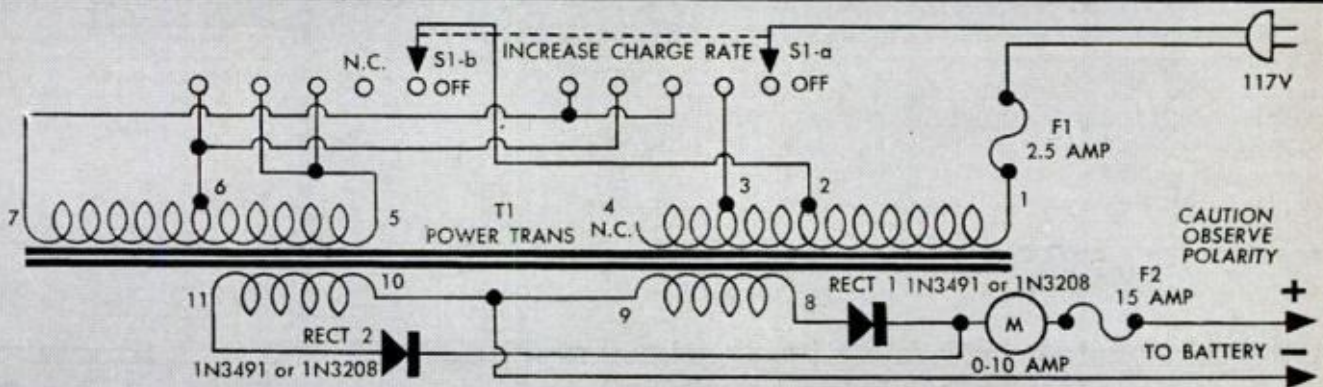 N.C.
S1-b
INCREASE CHARGE RATE
S1-a
OFF
OFF
117V
F1
2.5 AMP
6
3
2
1
7
5
T1
POWER TRANS
4
N.C.
CAUTION
OBSERVE
POLARITY
11
10
9
8
RECT 1 1N3491 or 1N3208
F2
15 AMP
+
RECT 2
1N3491 or 1N3208
M
0-10 AMP
TO BATTERY
−